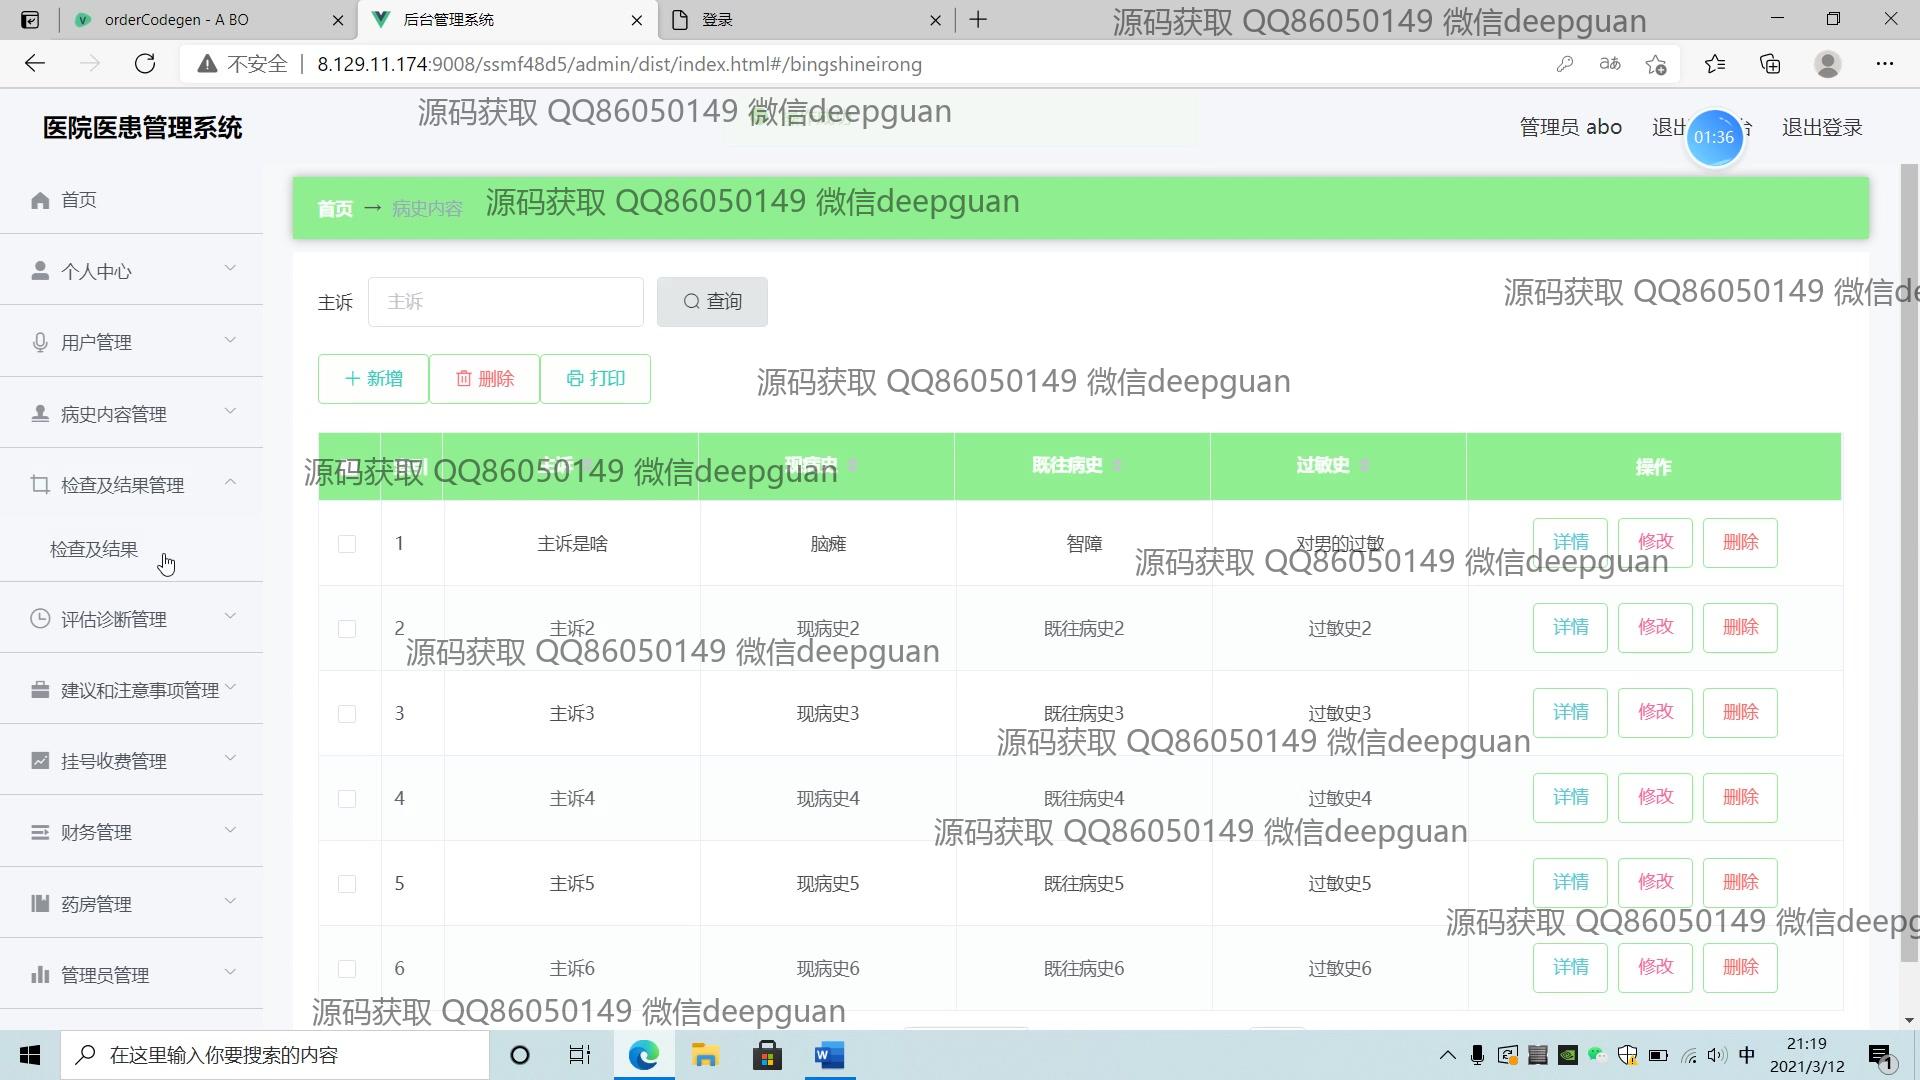 orderCodegen - A BO
后台管理系统
登录
源码获取 QQ86050149 微信deepguan
不安全
8.129.11.174:9008/ssmf48d5/admin/dist/index.html#/bingshineirong
源码获取 QQ86050149 微信deepguan
医院医患管理系统
管理员 abo
退出
01:36
台
退出登录
首页
个人中心
用户管理
病史内容管理
检查及结果管理
检查及结果
评估诊断管理
建议和注意事项管理
挂号收费管理
财务管理
药房管理
管理员管理
首页 → 病史内容
源码获取 QQ86050149 微信deepguan
主诉 主诉 查询
源码获取 QQ86050149 微信de
新增 删除 打印
源码获取 QQ86050149 微信deepguan
源码获取 QQ86050149 微信deepguan
主诉 现病史 既往病史 过敏史 操作
1 主诉是啥 脑瘫 智障 对男的过敏 详情 修改 删除
源码获取 QQ86050149 微信deepguan
2 主诉2 现病史2 既往病史2 过敏史2 详情 修改 删除
源码获取 QQ86050149 微信deepguan
3 主诉3 现病史3 既往病史3 过敏史3 详情 修改 删除
源码获取 QQ86050149 微信deepguan
4 主诉4 现病史4 既往病史4 过敏史4 详情 修改 删除
源码获取 QQ86050149 微信deepguan
5 主诉5 现病史5 既往病史5 过敏史5 详情 修改 删除
源码获取 QQ86050149 微信deepg
6 主诉6 现病史6 既往病史6 过敏史6 详情 修改 删除
源码获取 QQ86050149 微信deepguan
在这里输入你要搜索的内容
中
21:19
2021/3/12
1